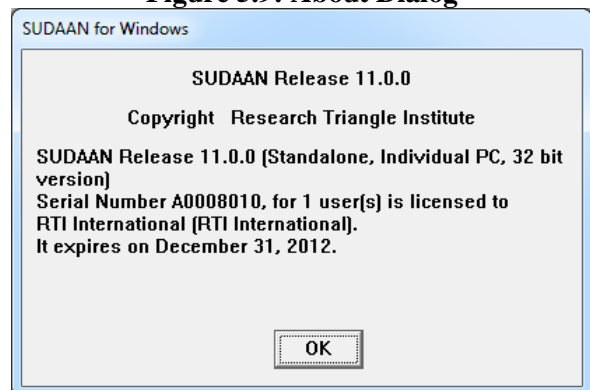 Figure 3.9: About Dialog
SUDAAN for Windows
SUDAAN Release 11.0.0
Copyright Research Triangle Institute
SUDAAN Release 11.0.0 (Standalone, Individual PC, 32 bit
version)
Serial Number A0008010, for 1 user(s) is licensed to
RTI International (RTI International).
It expires on December 31, 2012.
OK